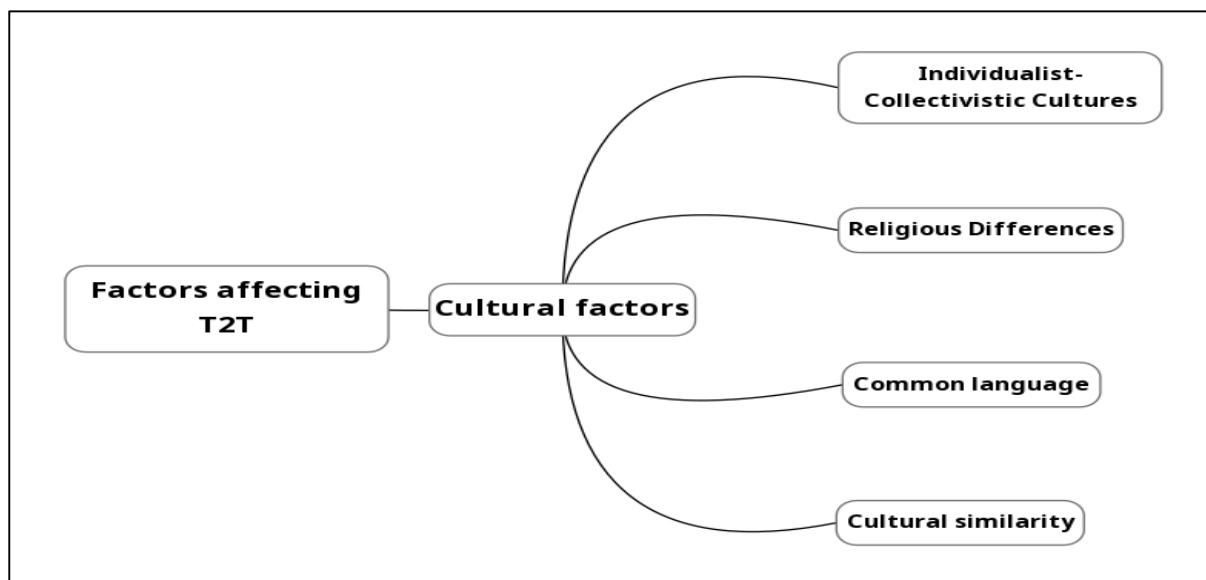 Factors affecting
T2T
Cultural factors
Individualist-
Collectivistic Cultures
Religious Differences
Common language
Cultural similarity